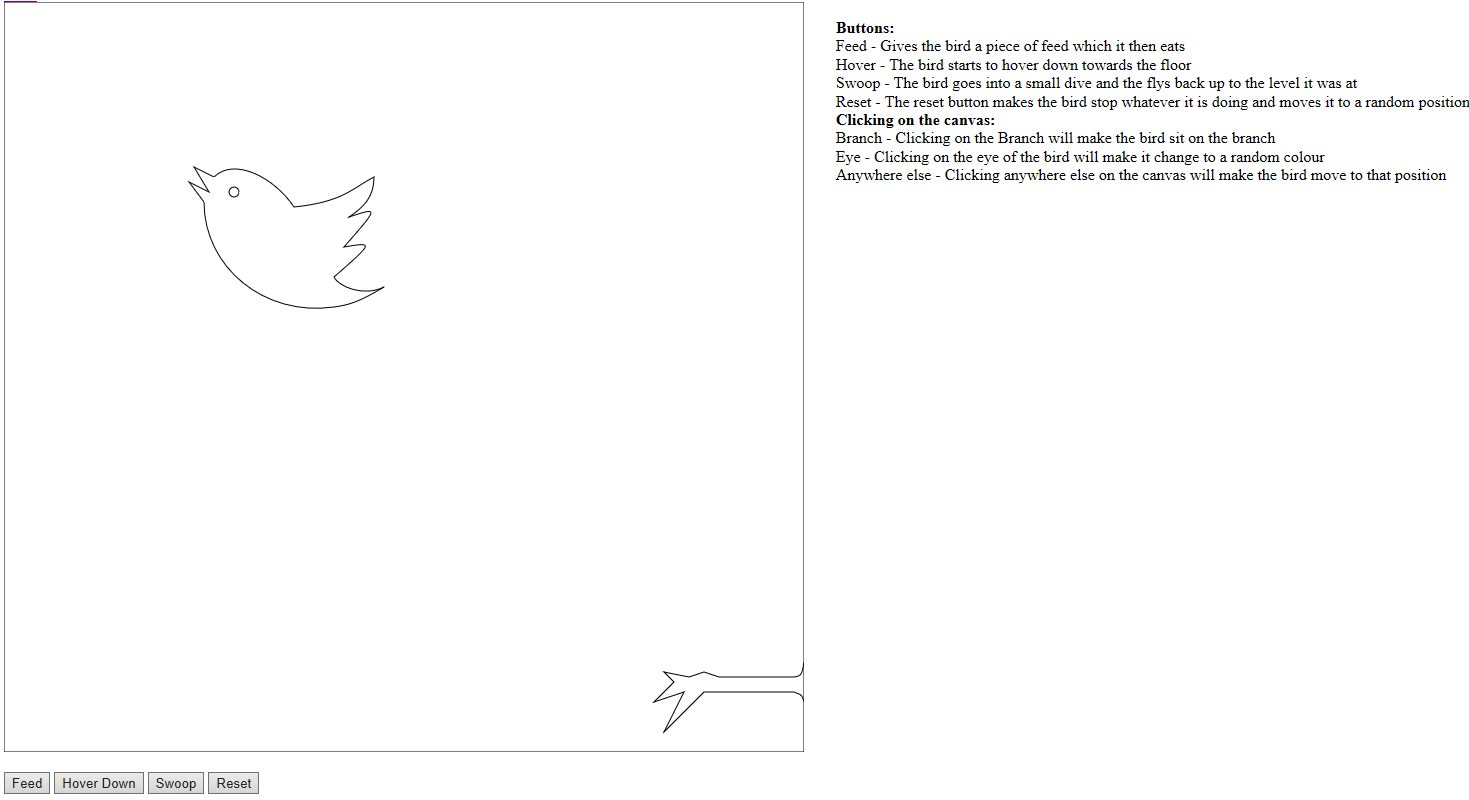 Buttons:
Feed - Gives the bird a piece of feed which it then eats
Hover - The bird starts to hover down towards the floor
Swoop - The bird goes into a small dive and the flys back up to the level it was at
Reset - The reset button makes the bird stop whatever it is doing and moves it to a random position
Clicking on the canvas:
Branch - Clicking on the Branch will make the bird sit on the branch
Eye - Clicking on the eye of the bird will make it change to a random colour
Anywhere else - Clicking anywhere else on the canvas will make the bird move to that position
Feed Hover Down Swoop Reset